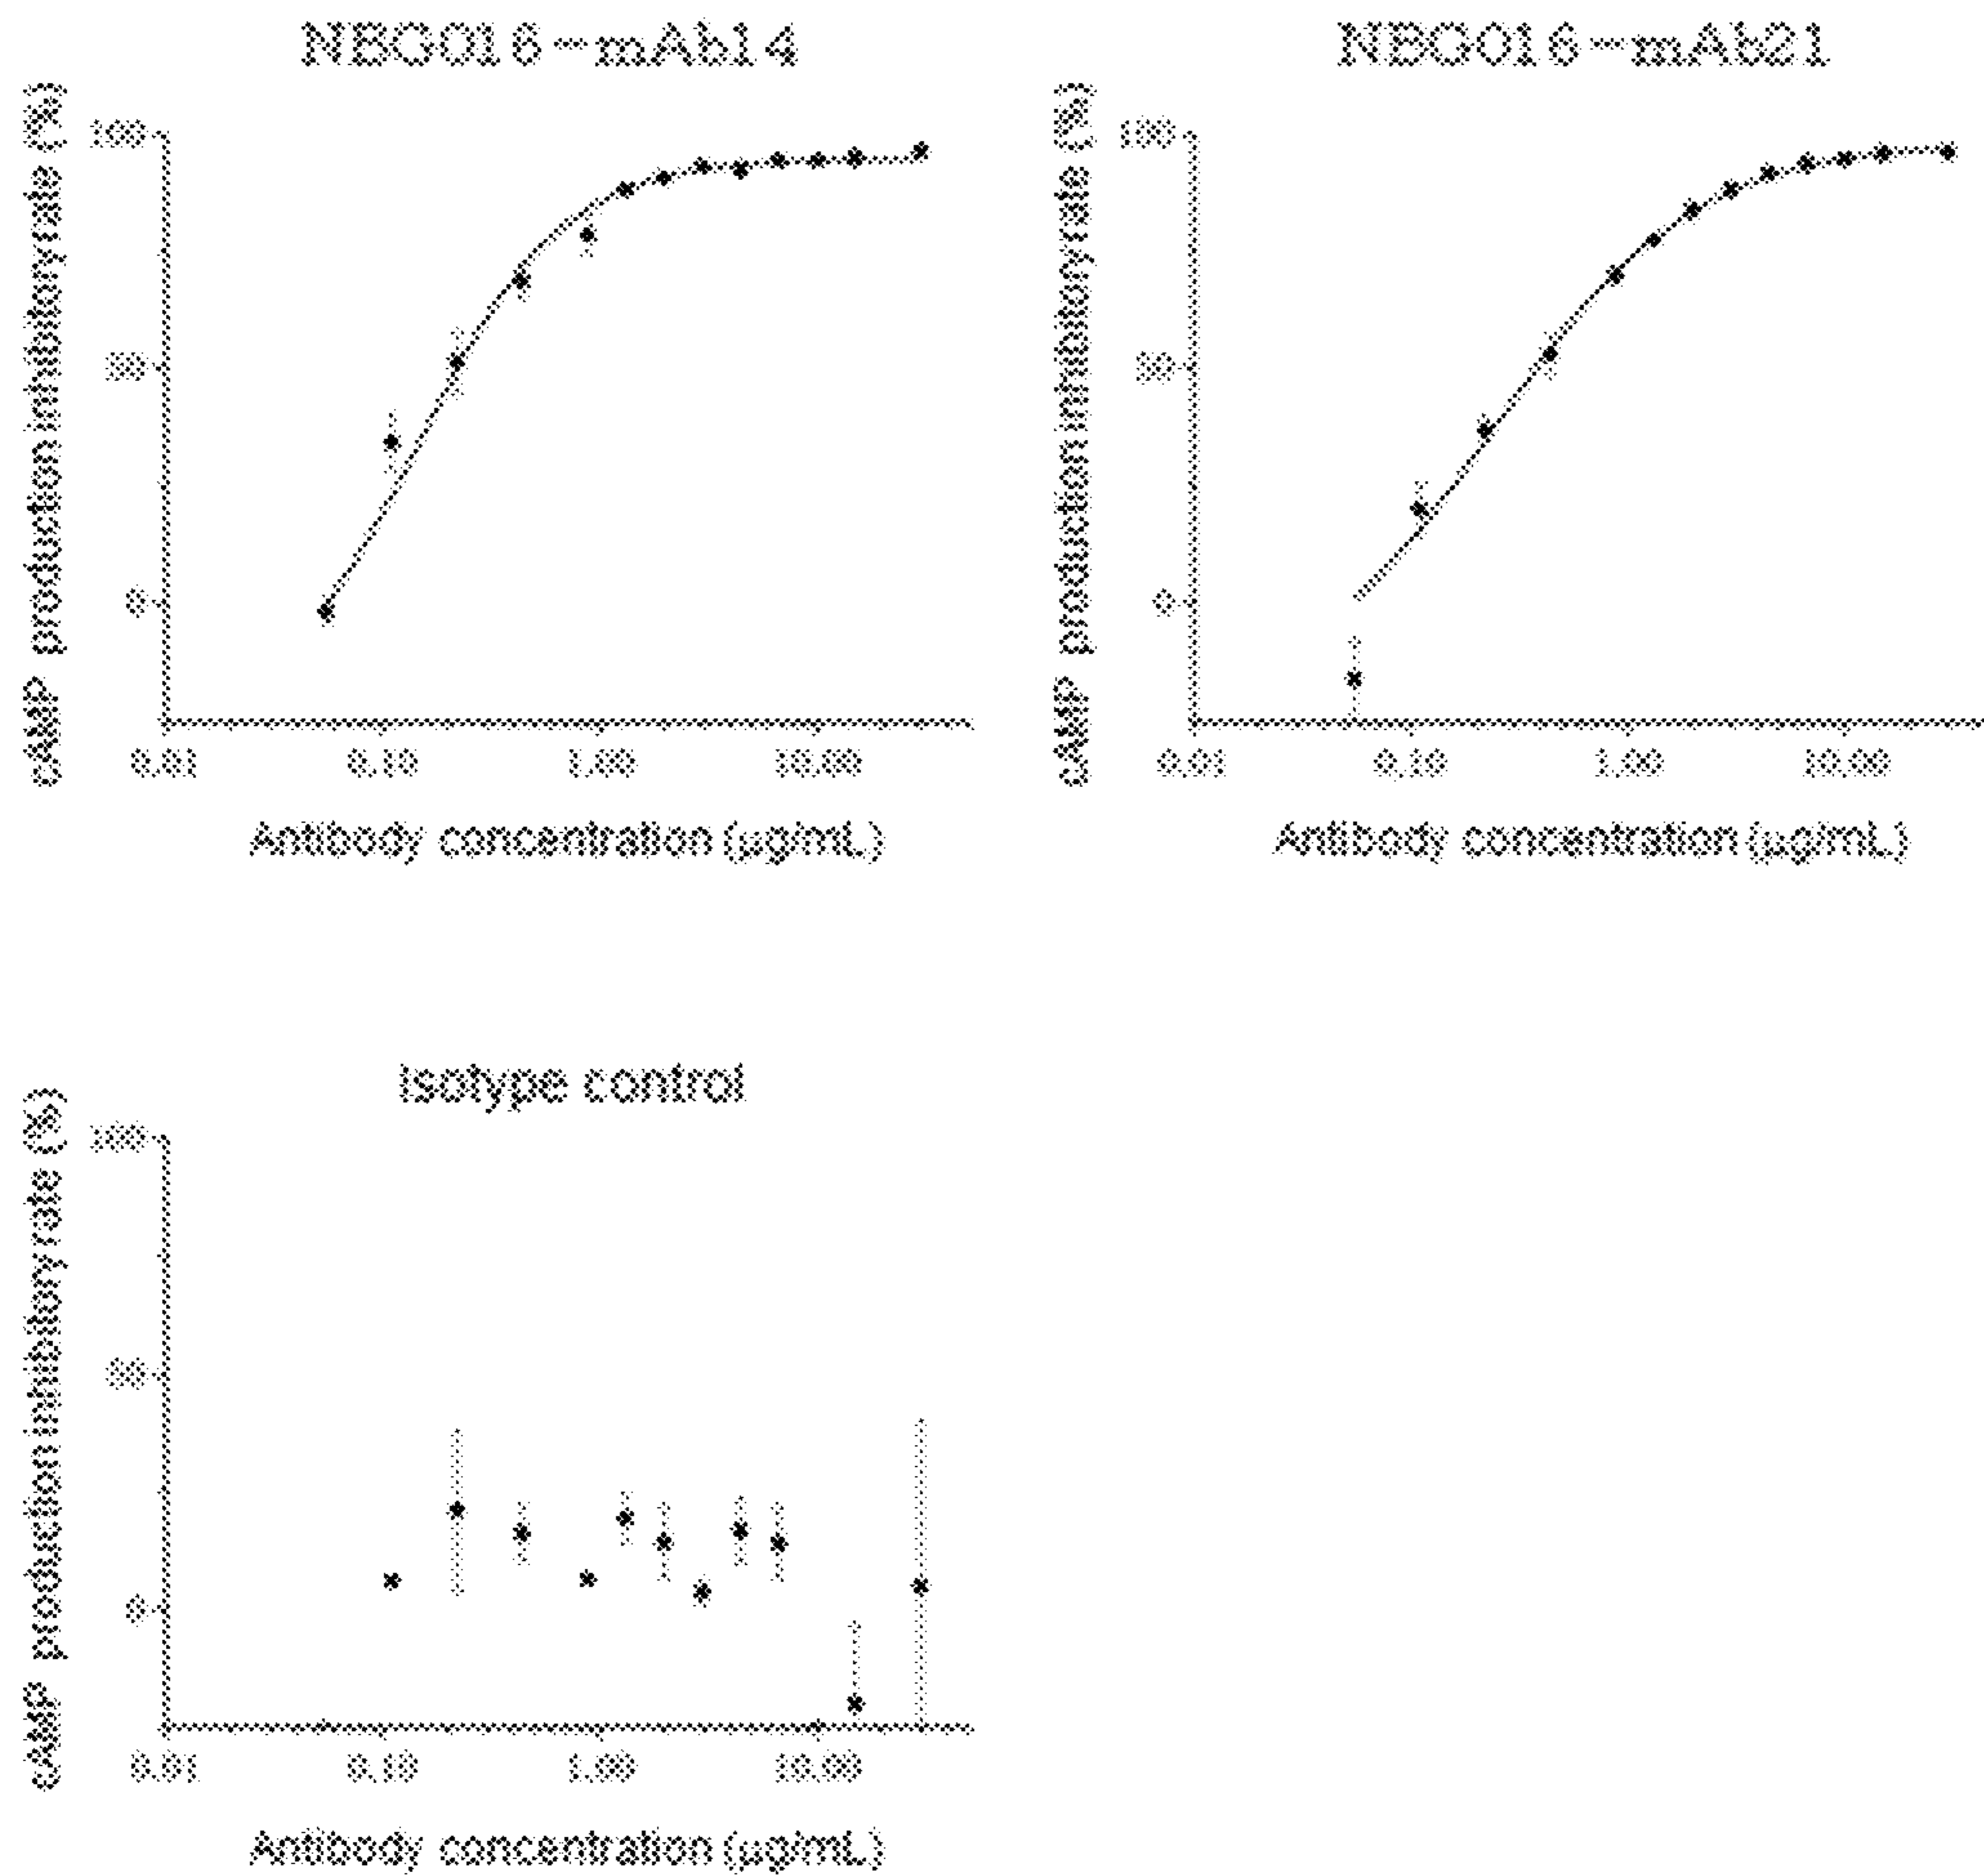 NBG016-mAb14
cAMP production inhibitory rate (%)
100
50
0
0.01 0.10 1.00 10.00
Antibody concentration (µg/mL)
NBG016-mAb21
cAMP production inhibitory rate (%)
100
50
0
0.01 0.10 1.00 10.00
Antibody concentration (µg/mL)
Isotype control
cAMP production inhibitory rate (%)
100
50
0
0.01 0.10 1.00 10.00
Antibody concentration (µg/mL)